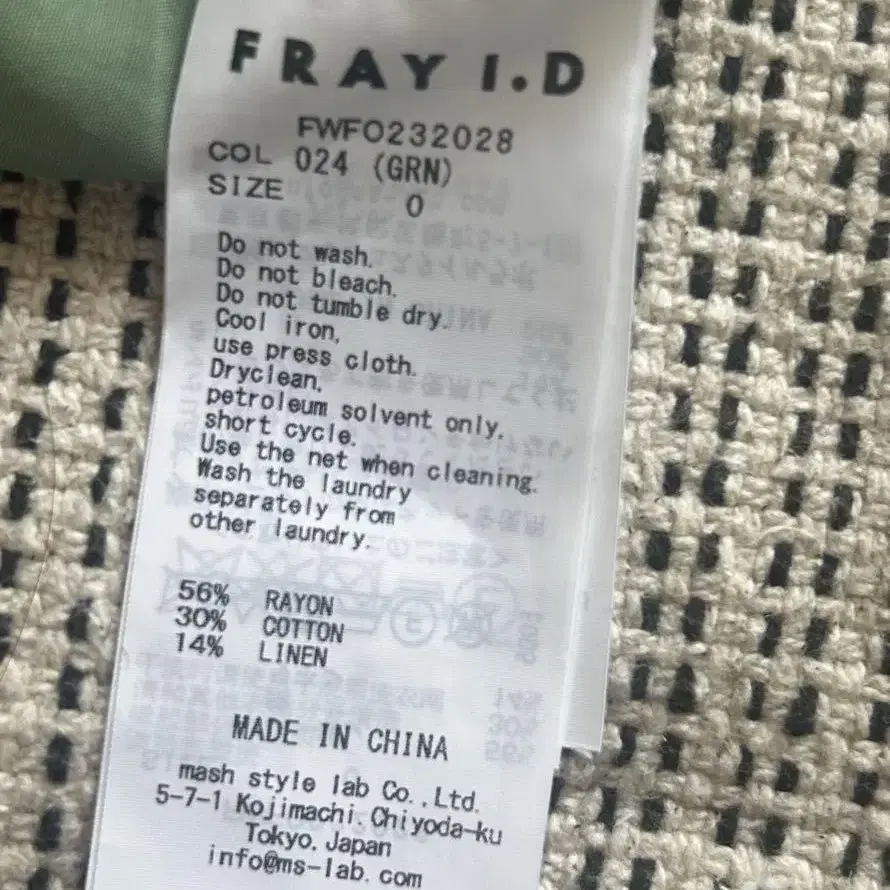 FRAY I.D
FWFO232028
COL 024 (GRN)
SIZE 0
Do not wash.
Do not bleach.
Do not tumble dry.
Cool iron,
use press cloth.
Dryclean,
petroleum solvent only,
short cycle.
Use the net when cleaning.
Wash the laundry
separately from
other laundry.
56% RAYON
30% COTTON
14% LINEN
MADE IN CHINA
mash style lab Co.,Ltd.
5-7-1 Kojimachi.Chiyoda-ku
Tokyo.Japan
info@ms-lab.com